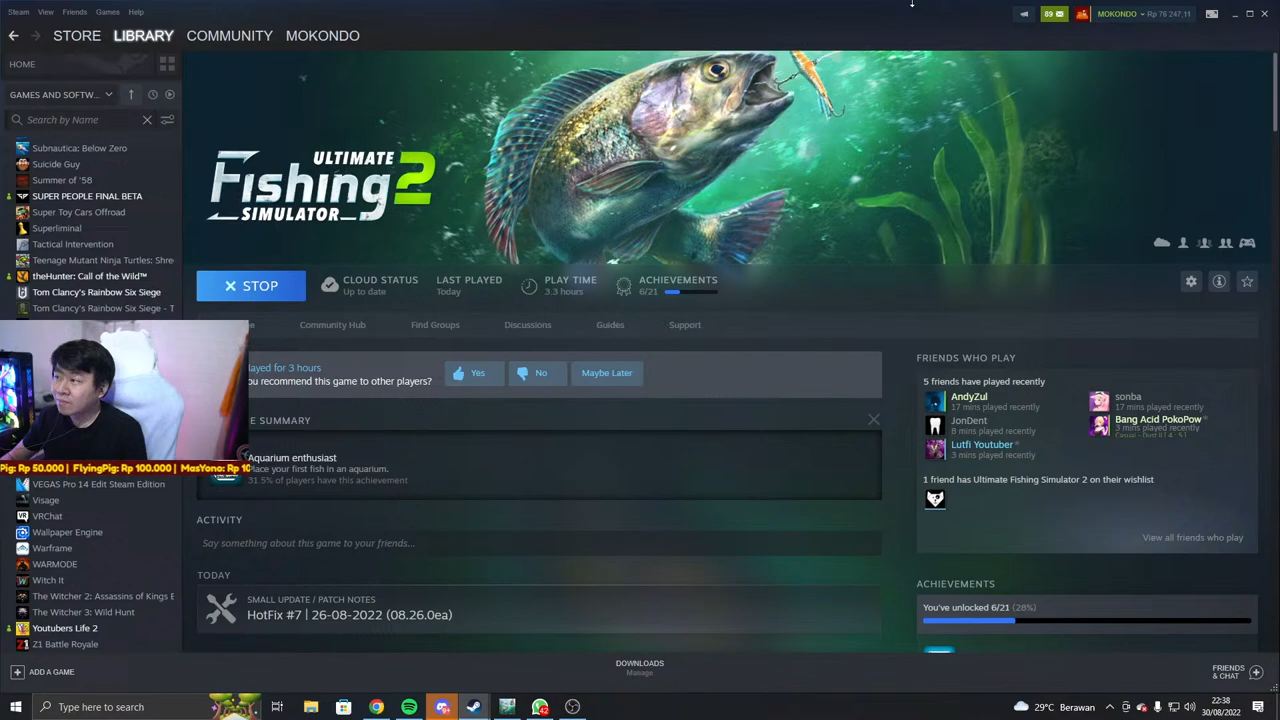 Steam View Friends Games Help
89 MOKONDO Rp 76 247,11
STORE LIBRARY COMMUNITY MOKONDO
HOME
GAMES AND SOFTW...
Search by Name
Subnautica: Below Zero
Suicide Guy
Summer of '58
SUPER PEOPLE FINAL BETA
Super Toy Cars Offroad
Superliminal
Tactical Intervention
Teenage Mutant Ninja Turtles: Shre
theHunter: Call of the Wild™
Tom Clancy's Rainbow Six Siege
Tom Clancy's Rainbow Six Siege - T
Pig: Rp 50.000 | FlyingPig: Rp 100.000 | MasYono: Rp 10
VEGAS Pro 14 Edit Steam Edition
Visage
VRChat
Wallpaper Engine
Warframe
WARMODE
Witch It
The Witcher 2: Assassins of Kings E
The Witcher 3: Wild Hunt
Youtubers Life 2
Z1 Battle Royale
ADD A GAME
ULTIMATE
Fishing 2
SIMULATOR
STOP
CLOUD STATUS
Up to date
LAST PLAYED
Today
PLAY TIME
3.3 hours
ACHIEVEMENTS
6/21
Community Hub Find Groups Discussions Guides Support
layed for 3 hours
ou recommend this game to other players?
Yes No Maybe Later
E SUMMARY
Aquarium enthusiast
Place your first fish in an aquarium.
31.5% of players have this achievement
ACTIVITY
Say something about this game to your friends...
TODAY
SMALL UPDATE / PATCH NOTES
HotFix #7 | 26-08-2022 (08.26.0ea)
FRIENDS WHO PLAY
5 friends have played recently
AndyZul
17 mins played recently
sonba
17 mins played recently
JonDent
8 mins played recently
Bang Acid PokoPow*
3 mins played recently
Lutfi Youtuber*
3 mins played recently
1 friend has Ultimate Fishing Simulator 2 on their wishlist
View all friends who play
ACHIEVEMENTS
You've unlocked 6/21 (28%)
DOWNLOADS
Manage
FRIENDS
& CHAT
Type here to search
42
29°C Berawan
22:38
30/08/2022